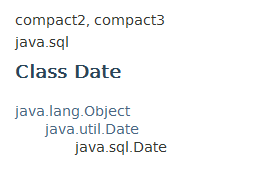 compact2, compact3
java.sql
Class Date
java.lang.Object
java.util.Date
java.sql.Date